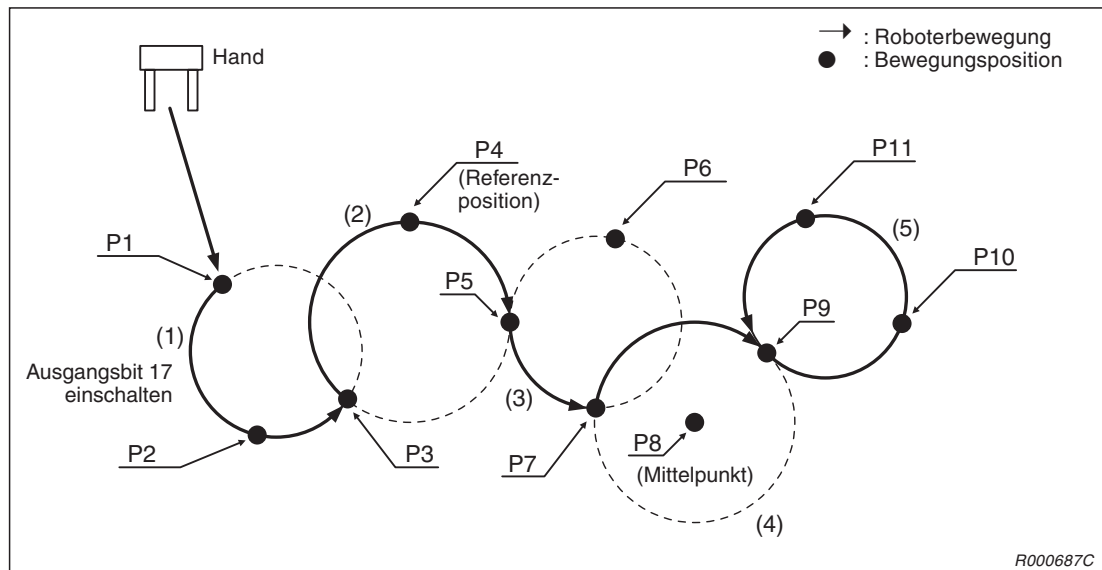 Hand
: Roboterbewegung
: Bewegungsposition
P4
(Referenz-
position)
P6
P11
(2)
(5)
P1
P5
P10
P9
(1)
Ausgangsbit 17
einschalten
(3)
P2
P3
P7
P8
(Mittelpunkt)
(4)
R000687C